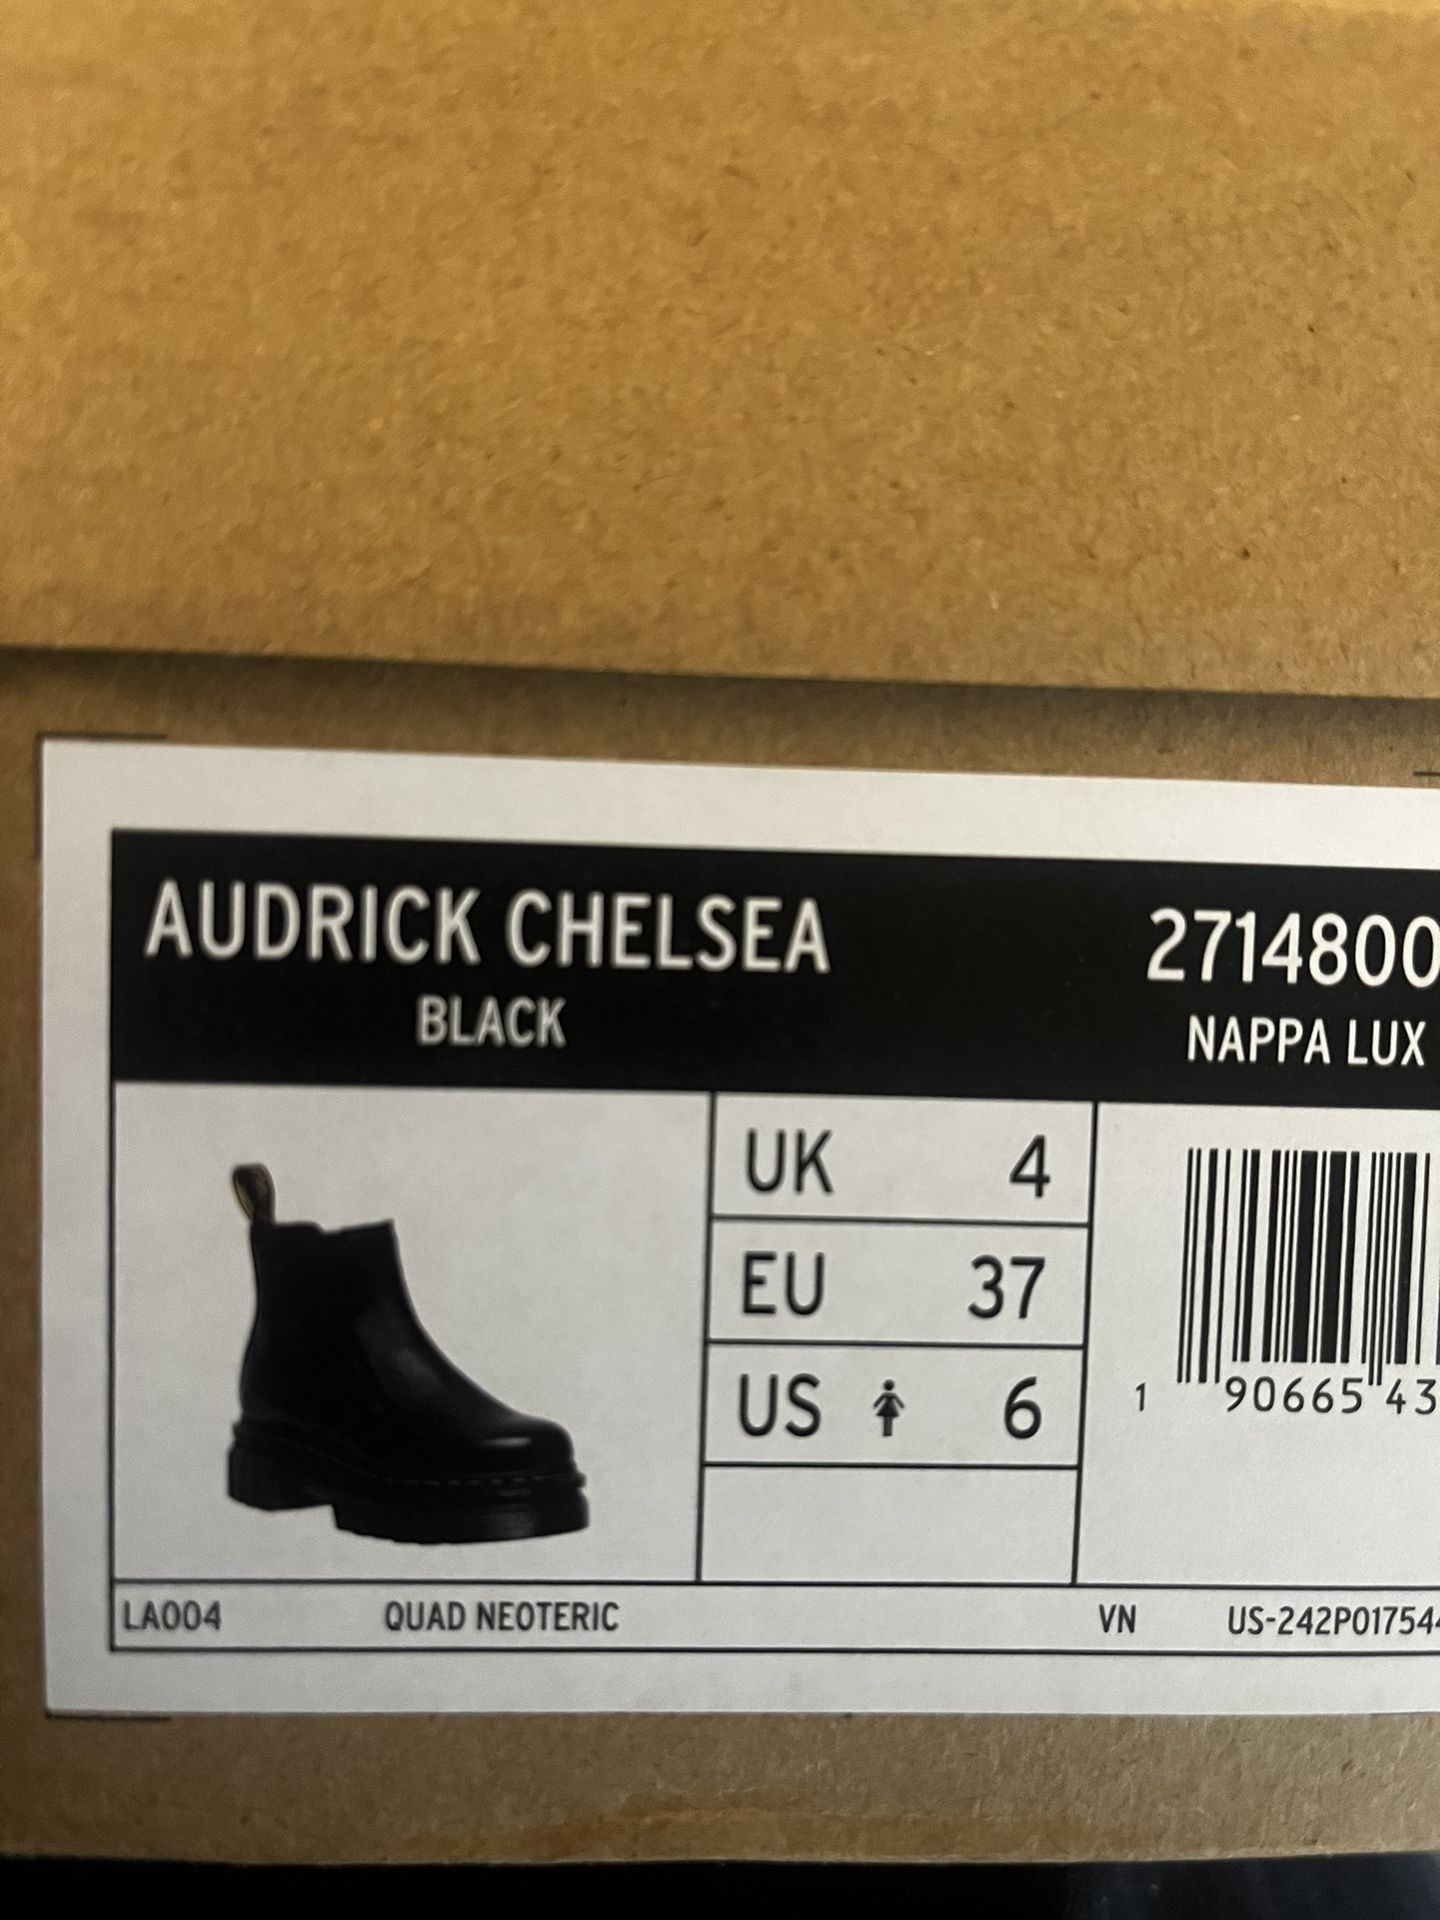 AUDRICK CHELSEA
BLACK
2714800
NAPPA LUX
UK 4
EU 37
US 6
1 90665 43
LA004 QUAD NEOTERIC VN US-242P01754